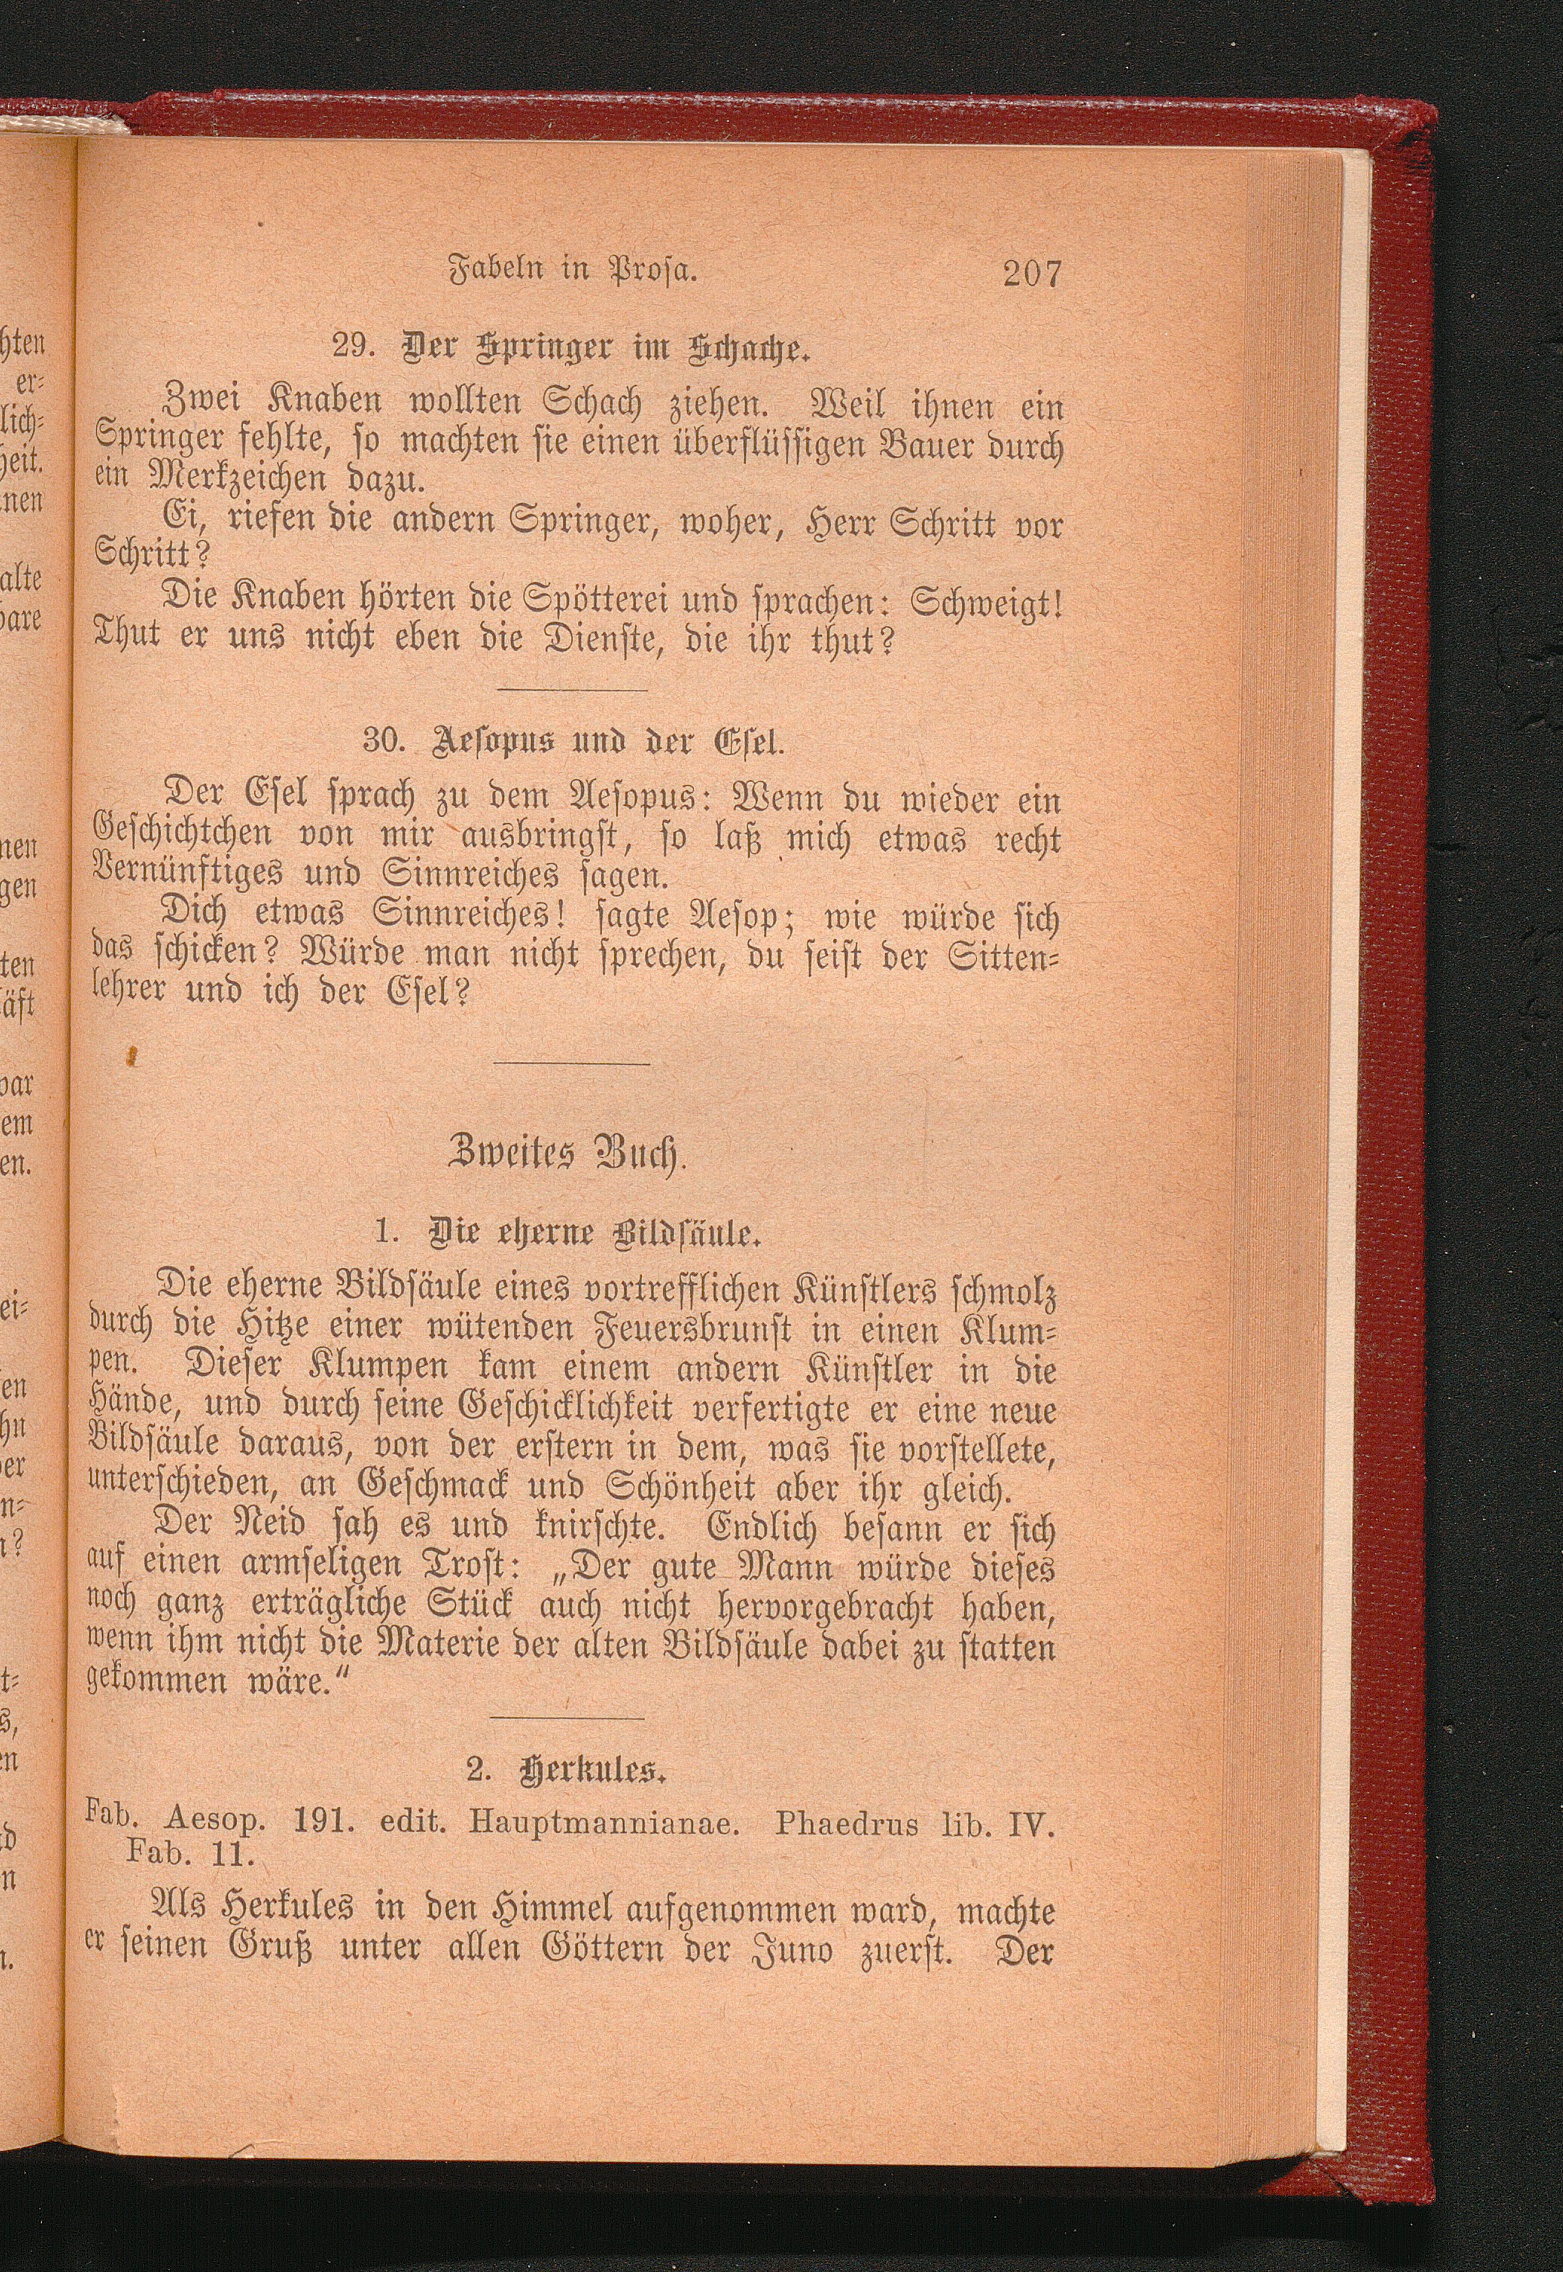 Fabeln in Prosa. 207
29. Der Springer im Schache.
Zwei Knaben wollten Schach ziehen. Weil ihnen ein
Springer fehlte, so machten sie einen überflüssigen Bauer durch
ein Merkzeichen dazu.
Ei, riefen die andern Springer, woher, Herr Schritt vor
Schritt?
Die Knaben hörten die Spötterei und sprachen: Schweigt!
Thut er uns nicht eben die Dienste, die ihr thut?
30. Aesopus und der Esel.
Der Esel sprach zu dem Aesopus: Wenn du wieder ein
Geschichtchen von mir ausbringst, so laß mich etwas recht
Vernünftiges und Sinnreiches sagen.
Dich etwas Sinnreiches! sagte Aesop; wie würde sich
das schicken? Würde man nicht sprechen, du seist der Sitten-
lehrer und ich der Esel?
Zweites Buch.
1. Die eherne Bildsäule.
Die eherne Bildsäule eines vortrefflichen Künstlers schmolz
durch die Hitze einer wütenden Feuersbrunst in einen Klum-
pen. Dieser Klumpen kam einem andern Künstler in die
Hände, und durch seine Geschicklichkeit verfertigte er eine neue
Bildsäule daraus, von der erstern in dem, was sie vorstellete,
unterschieden, an Geschmack und Schönheit aber ihr gleich.
Der Neid sah es und knirschte. Endlich besann er sich
auf einen armseligen Trost: „Der gute Mann würde dieses
noch ganz erträgliche Stück auch nicht hervorgebracht haben,
wenn ihm nicht die Materie der alten Bildsäule dabei zu statten
gekommen wäre.“
2. Herkules.
Fab. Aesop. 191. edit. Hauptmannianae. Phaedrus lib. IV.
Fab. 11.
Als Herkules in den Himmel aufgenommen ward, machte
er seinen Gruß unter allen Göttern der Juno zuerst. Der